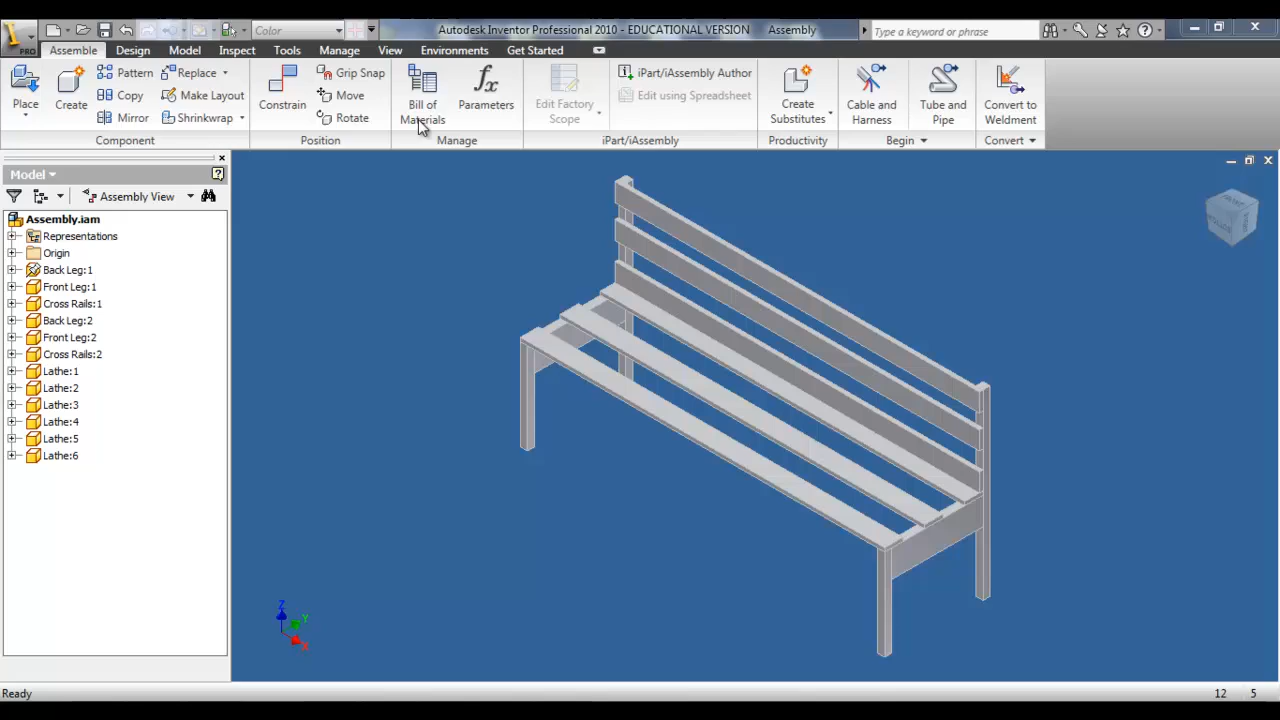 Color
Autodesk Inventor Professional 2010 - EDUCATIONAL VERSION Assembly
Type a keyword or phrase
PRO
Assemble Design Model Inspect Tools Manage View Environments Get Started
Place
Create
Pattern
Copy
Mirror
Replace
Make Layout
Shrinkwrap
Component
Constrain
Grip Snap
Move
Rotate
Position
Bill of
Materials
Parameters
Manage
Edit Factory
Scope
iPart/iAssembly Author
Edit using Spreadsheet
iPart/iAssembly
Create
Substitutes
Productivity
Cable and
Harness
Tube and
Pipe
Begin
Convert to
Weldment
Convert
Model
Assembly View
Assembly.iam
Representations
Origin
Back Leg:1
Front Leg:1
Cross Rails:1
Back Leg:2
Front Leg:2
Cross Rails:2
Lathe:1
Lathe:2
Lathe:3
Lathe:4
Lathe:5
Lathe:6
Z
Y
X
Ready
12 5